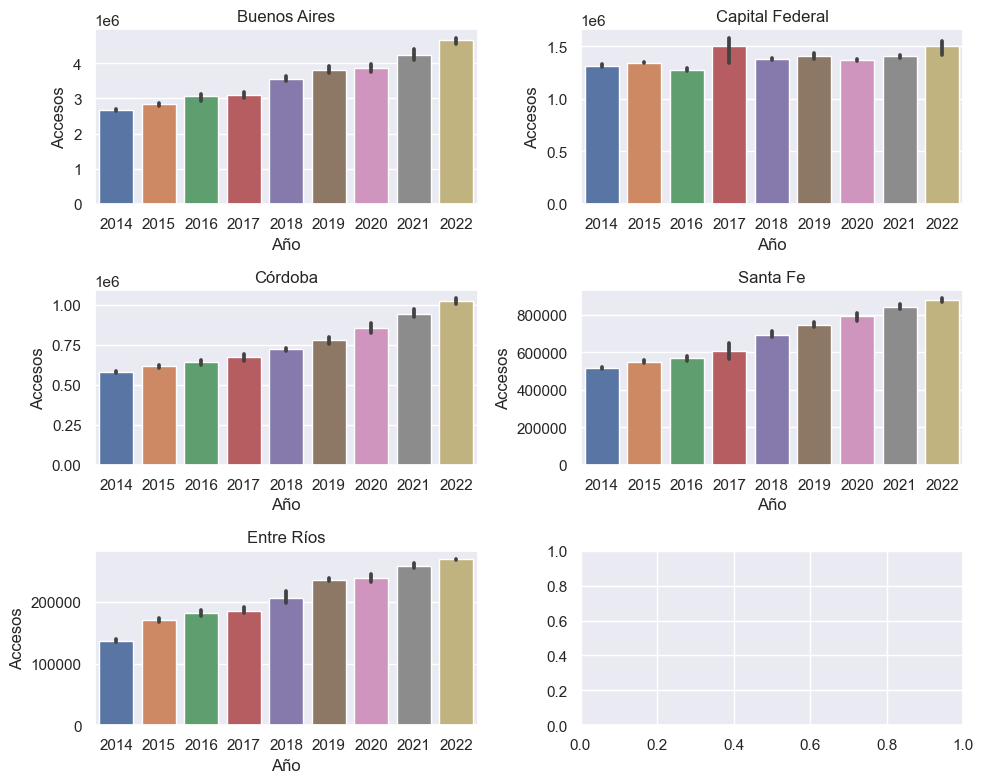 Buenos Aires
1e6
Accesos
4
3
2
1
0
2014 2015 2016 2017 2018 2019 2020 2021 2022
Año
Capital Federal
1e6
Accesos
1.5
1.0
0.5
0.0
2014 2015 2016 2017 2018 2019 2020 2021 2022
Año
Córdoba
1e6
Accesos
1.00
0.75
0.50
0.25
0.00
2014 2015 2016 2017 2018 2019 2020 2021 2022
Año
Santa Fe
Accesos
800000
600000
400000
200000
0
2014 2015 2016 2017 2018 2019 2020 2021 2022
Año
Entre Ríos
Accesos
200000
100000
0
2014 2015 2016 2017 2018 2019 2020 2021 2022
Año
1.0
0.8
0.6
0.4
0.2
0.0
0.0 0.2 0.4 0.6 0.8 1.0